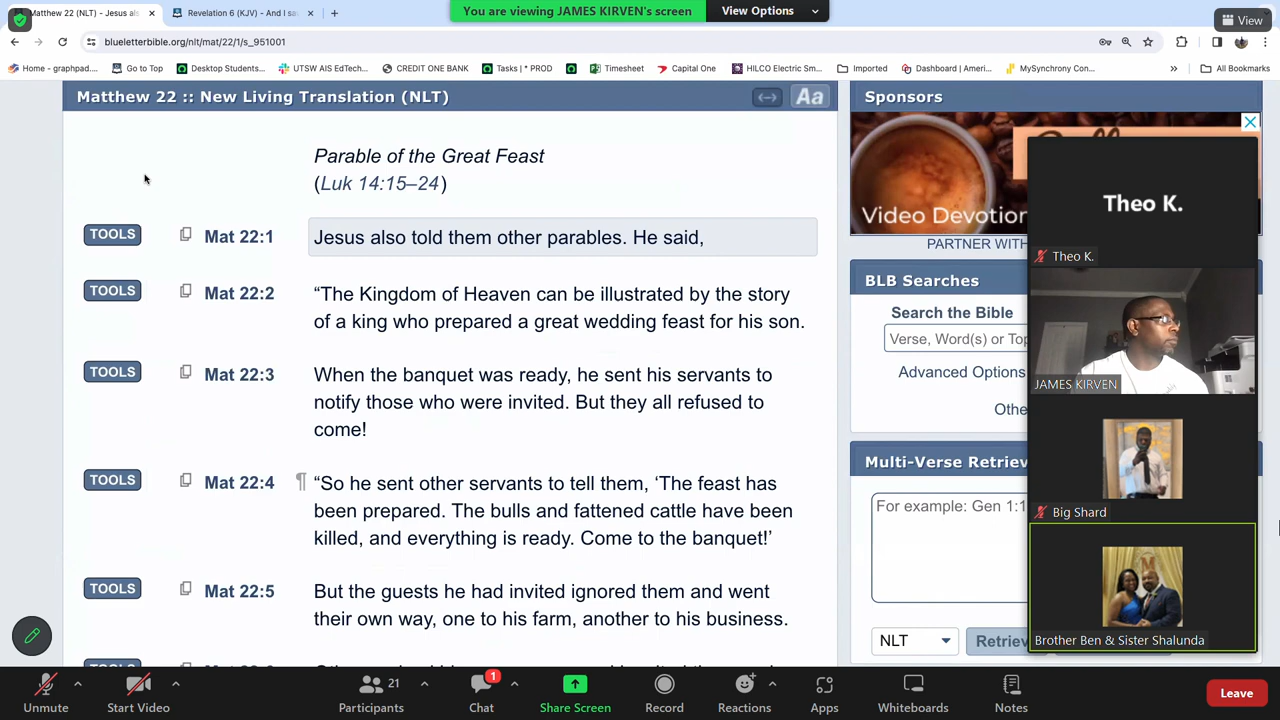 Matthew 22 (NLT) - Jesus als
Revelation 6 (KJV) - And I sav
You are viewing JAMES KIRVEN's screen
View Options
View
blueletterbible.org/nlt/mat/22/1/s_951001
Home - graphpad....
Go to Top
Desktop Students...
UTSW AIS EdTech...
CREDIT ONE BANK
Tasks | * PROD
Timesheet
Capital One
HILCO Electric Sm...
Imported
Dashboard | Ameri...
MySynchrony Con...
»
All Bookmarks
Matthew 22 :: New Living Translation (NLT)
Aa
Sponsors
Parable of the Great Feast
(Luk 14:15–24)
TOOLS Mat 22:1 Jesus also told them other parables. He said,
TOOLS Mat 22:2 “The Kingdom of Heaven can be illustrated by the story
of a king who prepared a great wedding feast for his son.
TOOLS Mat 22:3 When the banquet was ready, he sent his servants to
notify those who were invited. But they all refused to
come!
TOOLS Mat 22:4 ¶ “So he sent other servants to tell them, ‘The feast has
been prepared. The bulls and fattened cattle have been
killed, and everything is ready. Come to the banquet!’
TOOLS Mat 22:5 But the guests he had invited ignored them and went
their own way, one to his farm, another to his business.
Video Devotion
PARTNER WITH
BLB Searches
Search the Bible
Verse, Word(s) or Top
Advanced Options
Othe
Multi-Verse Retriev
For example: Gen 1:1
NLT
Retriev
Theo K.
Theo K.
JAMES KIRVEN
Big Shard
Brother Ben & Sister Shalunda
Unmute
Start Video
21
Participants
1
Chat
Share Screen
Record
Reactions
Apps
Whiteboards
Notes
Leave